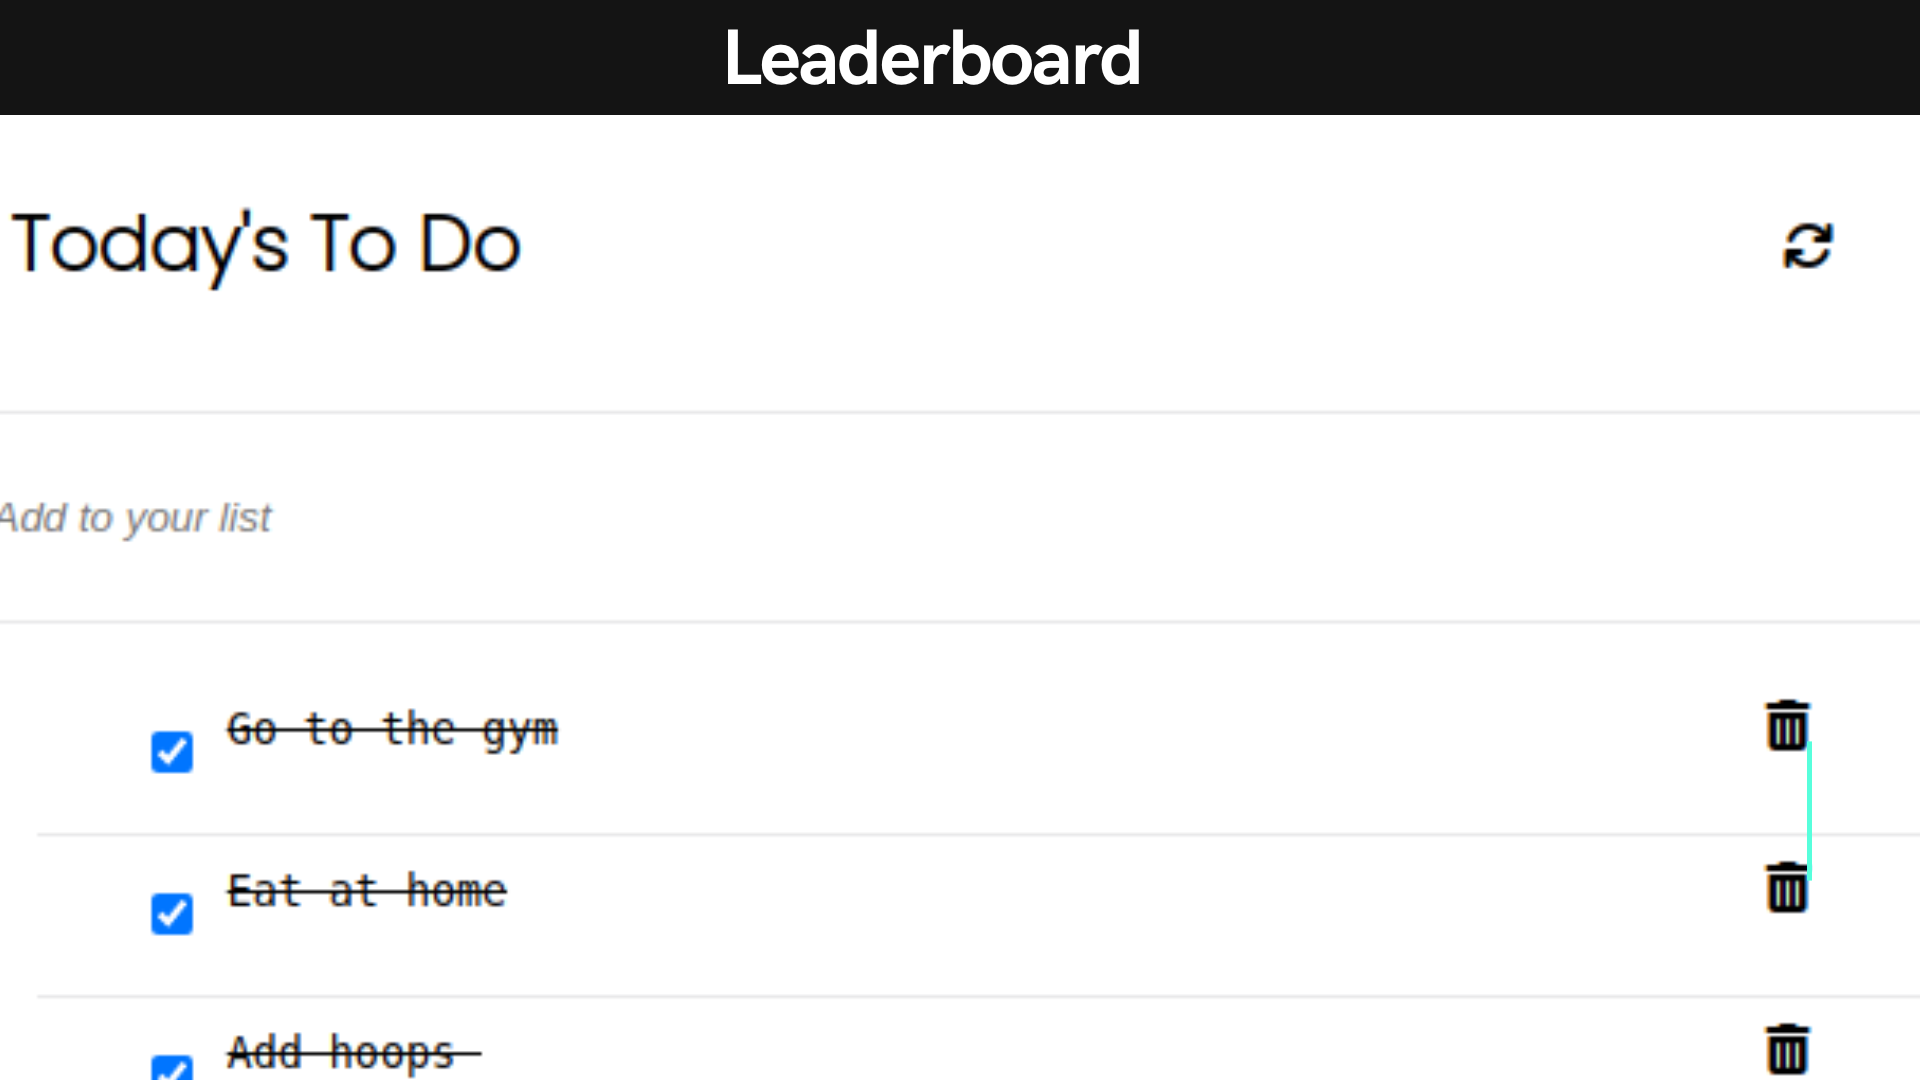 Leaderboard
Today's To Do
Add to your list
Go to the gym
Eat at home
Add hoops